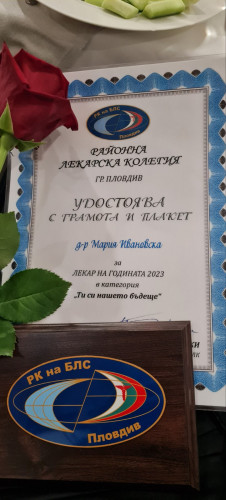 РК на БЛС
Пловдив
РАЙОННА
ЛЕКАРСКА КОЛЕГИЯ
ГР. ПЛОВДИВ
УДОСТОЯВА
С ГРАМОТА И ПЛАКЕТ
д-р Мария Ивановска
за
ЛЕКАР НА ГОДИНАТА 2023
в категория
„Ти си нашето бъдеще"
РК на БЛС
Пловдив